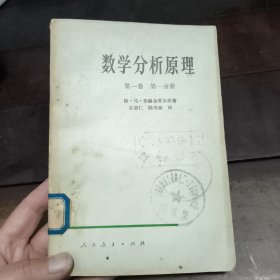 数学分析原理
第一卷 第一分册
格·马·菲赫金哥尔茨著
吴亲仁 陆秀丽 译
人民教育出版社